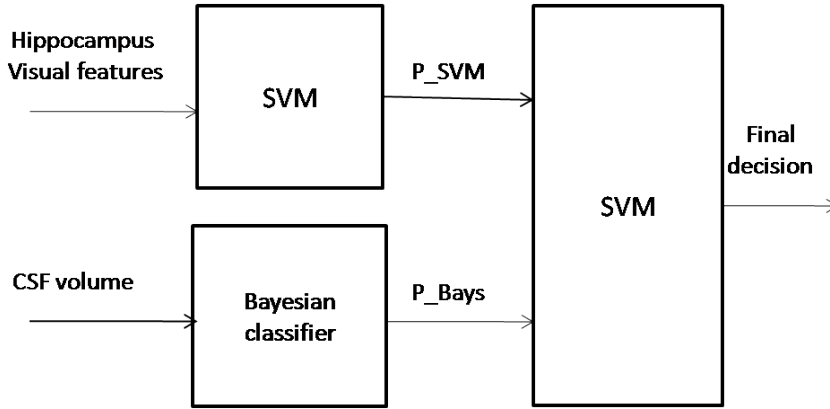 Hippocampus
Visual features
SVM
P_SVM
SVM
Final
decision
CSF volume
Bayesian
classifier
P_Bays